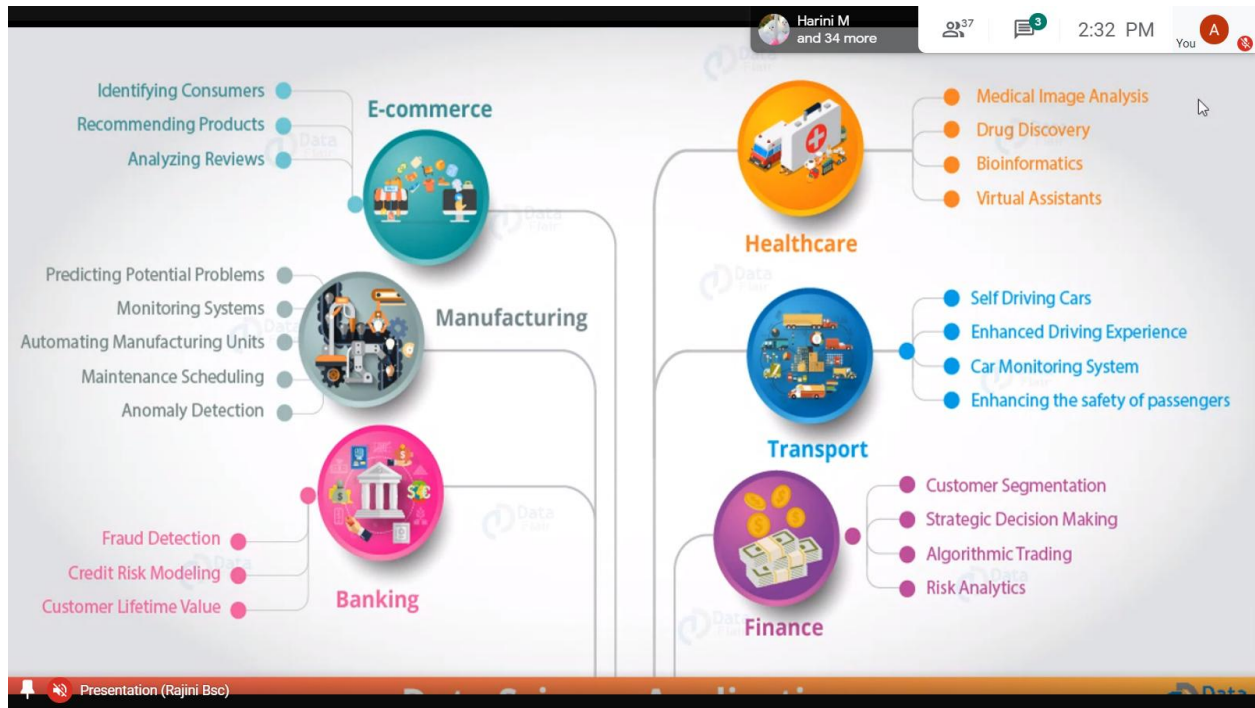 Harini M
and 34 more
37
3
2:32 PM
You
A
Identifying Consumers
Recommending Products
Analyzing Reviews
E-commerce
Predicting Potential Problems
Monitoring Systems
Automating Manufacturing Units
Maintenance Scheduling
Anomaly Detection
Manufacturing
Fraud Detection
Credit Risk Modeling
Customer Lifetime Value
Banking
Medical Image Analysis
Drug Discovery
Bioinformatics
Virtual Assistants
Healthcare
Self Driving Cars
Enhanced Driving Experience
Car Monitoring System
Enhancing the safety of passengers
Transport
Customer Segmentation
Strategic Decision Making
Algorithmic Trading
Risk Analytics
Finance
Data
Flair
Presentation (Rajini Bsc)
Data